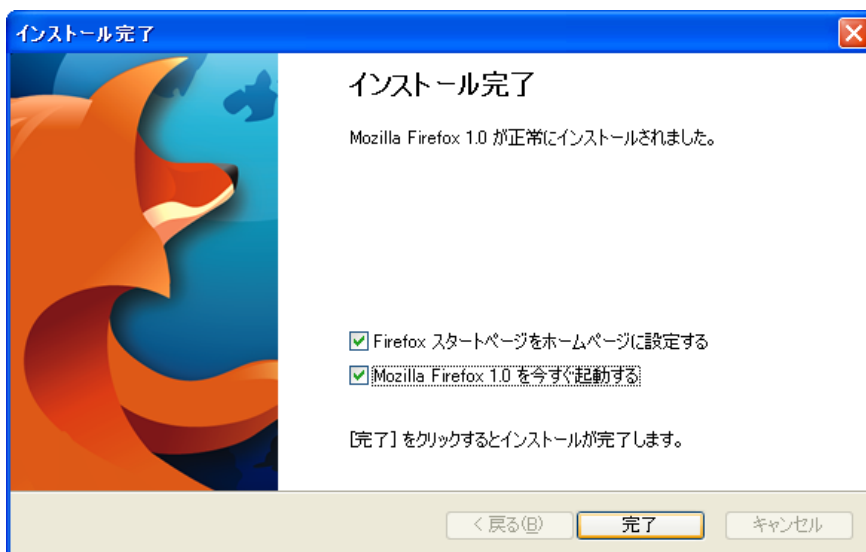 インストール完了
インストール完了
Mozilla Firefox 1.0 が正常にインストールされました。
Firefox スタートページをホームページに設定する
Mozilla Firefox 1.0 を今すぐ起動する
[完了] をクリックするとインストールが完了します。
< 戻る(B) 完了 キャンセル